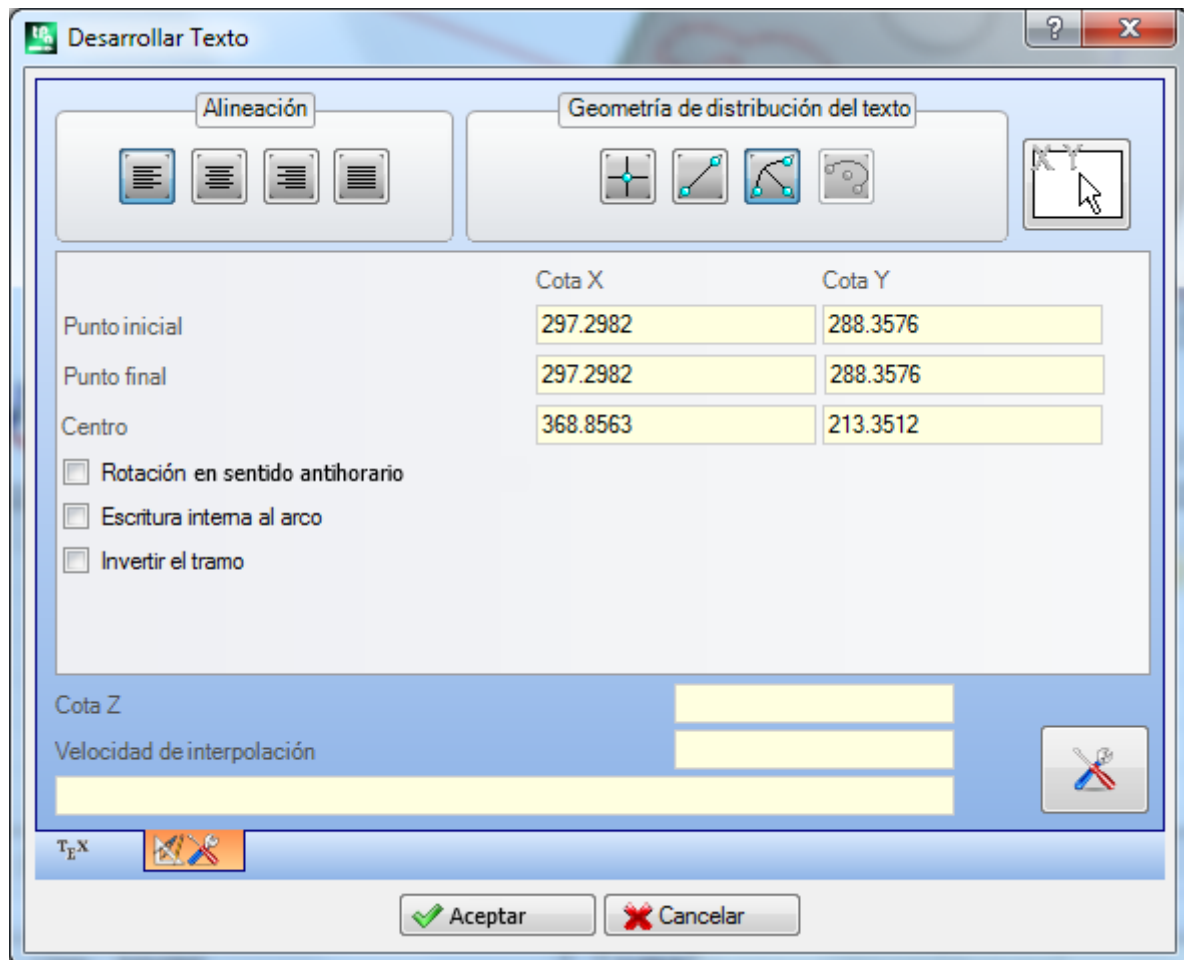 Desarrollar Texto
Alineación
Geometría de distribución del texto
X Y
Cota X Cota Y
Punto inicial 297.2982 288.3576
Punto final 297.2982 288.3576
Centro 368.8563 213.3512
Rotación en sentido antihorario
Escritura interna al arco
Invertir el tramo
Cota Z
Velocidad de interpolación
TEX
Aceptar Cancelar